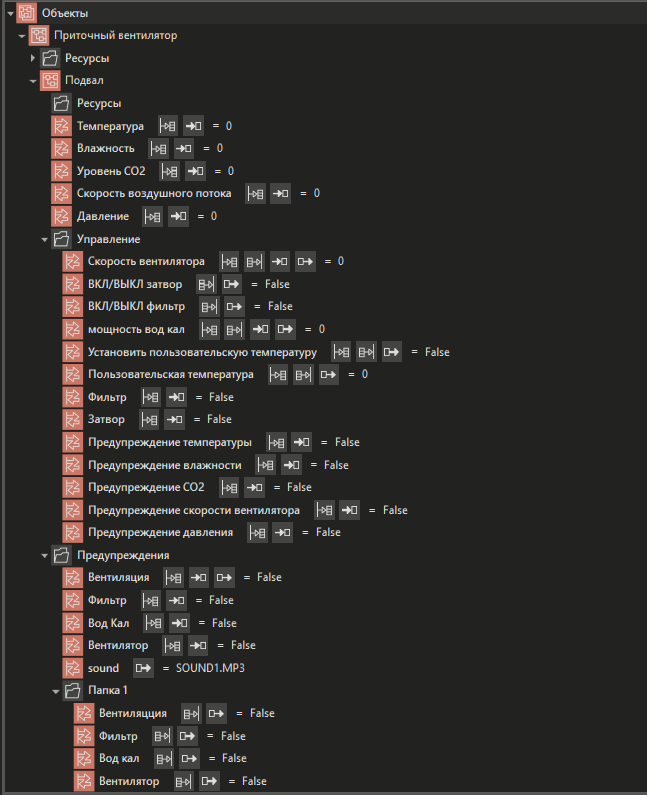 Объекты
Приточный вентилятор
Ресурсы
Подвал
Ресурсы
Температура = 0
Влажность = 0
Уровень CO2 = 0
Скорость воздушного потока = 0
Давление = 0
Управление
Скорость вентилятора = 0
ВКЛ/ВЫКЛ затвор = False
ВКЛ/ВЫКЛ фильтр = False
мощность вод кал = 0
Установить пользовательскую температуру = False
Пользовательская температура = 0
Фильтр = False
Затвор = False
Предупреждение температуры = False
Предупреждение влажности = False
Предупреждение CO2 = False
Предупреждение скорости вентилятора = False
Предупреждение давления = False
Предупреждения
Вентиляция = False
Фильтр = False
Вод Кал = False
Вентилятор = False
sound = SOUND1.MP3
Папка 1
Вентиляцция = False
Фильтр = False
Вод кал = False
Вентилятор = False